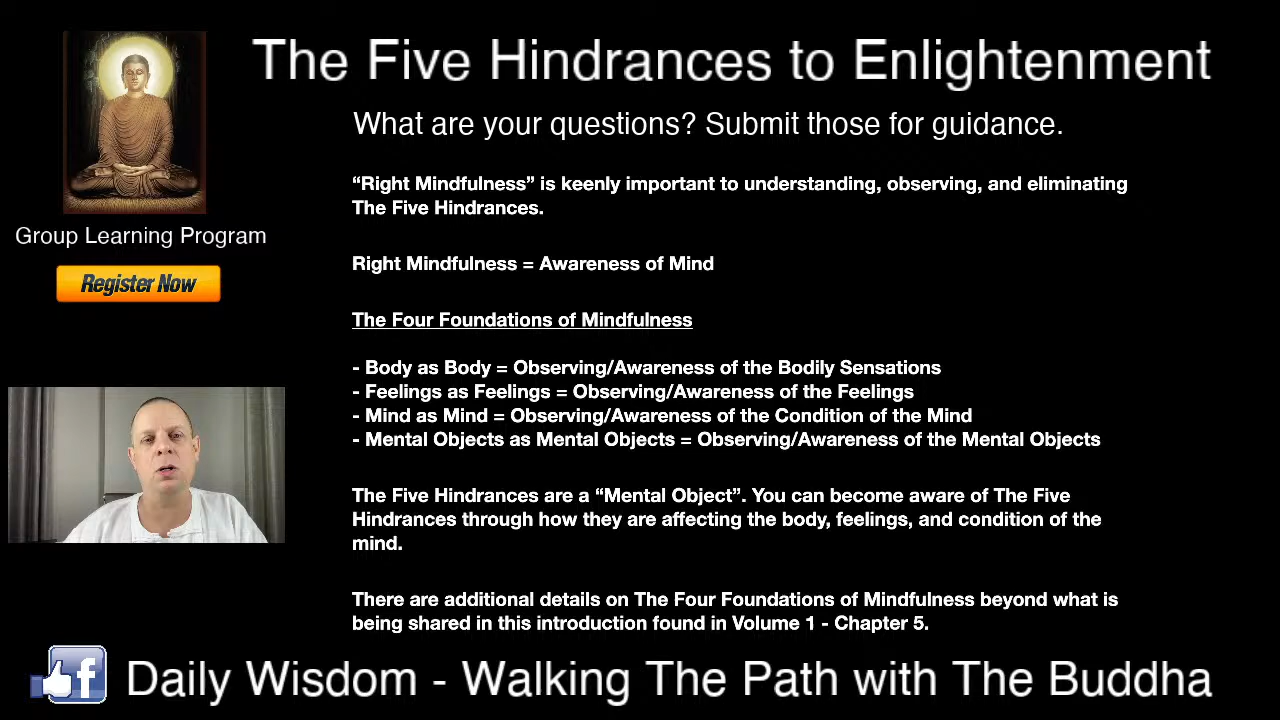 The Five Hindrances to Enlightenment
What are your questions? Submit those for guidance.
Group Learning Program
Register Now
“Right Mindfulness” is keenly important to understanding, observing, and eliminating
The Five Hindrances.
Right Mindfulness = Awareness of Mind
The Four Foundations of Mindfulness
- Body as Body = Observing/Awareness of the Bodily Sensations
- Feelings as Feelings = Observing/Awareness of the Feelings
- Mind as Mind = Observing/Awareness of the Condition of the Mind
- Mental Objects as Mental Objects = Observing/Awareness of the Mental Objects
The Five Hindrances are a “Mental Object”. You can become aware of The Five
Hindrances through how they are affecting the body, feelings, and condition of the
mind.
There are additional details on The Four Foundations of Mindfulness beyond what is
being shared in this introduction found in Volume 1 - Chapter 5.
f
Daily Wisdom - Walking The Path with The Buddha